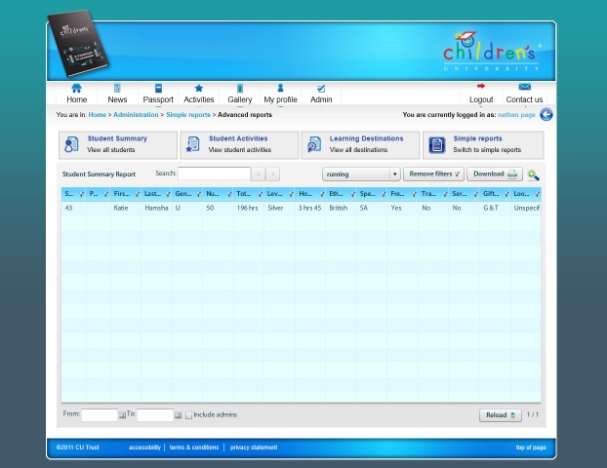 children's
UNIVERSITY
Home News Passport Activities Gallery My profile Admin Logout Contact us
You are in: Home > Administration > Simple reports > Advanced reports You are currently logged in as: nathan page
Student Summary
View all students
Student Activities
View student activities
Learning Destinations
View all destinations
Simple reports
Switch to simple reports
Student Summary Report Search: running Remove filters Download
S... P... Firs... Last... Gen... Nu... Tot... Lev... Ho... Eth... Spe... Fre... Tra... Ser... Gift... Loo...
43 Katie Hamsha U 50 196 hrs Silver 3 hrs 45 British SA Yes No No G & T Unspecif
From: To: Include admins Reload 1 / 1
©2011 CU Trust accessibility | terms & conditions | privacy statement top of page